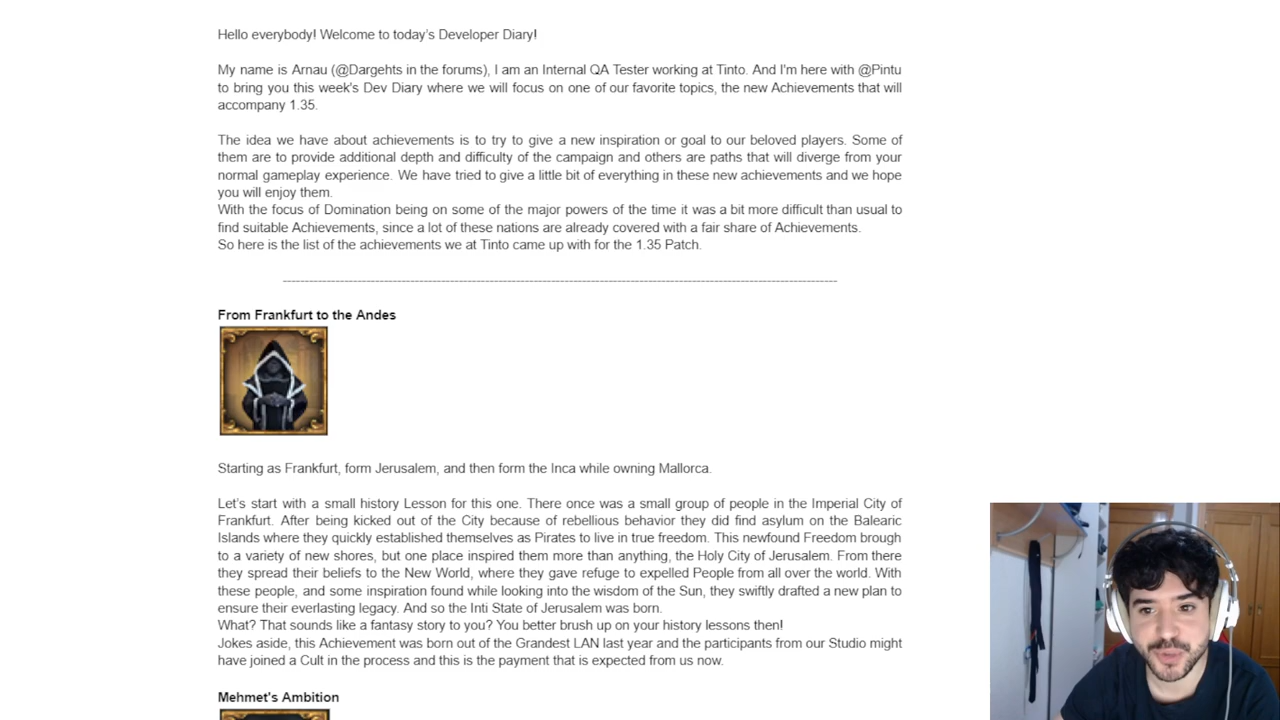 Hello everybody! Welcome to today's Developer Diary!
My name is Arnau (@Dargehts in the forums), I am an Internal QA Tester working at Tinto. And I'm here with @Pintu
to bring you this week's Dev Diary where we will focus on one of our favorite topics, the new Achievements that will
accompany 1.35.
The idea we have about achievements is to try to give a new inspiration or goal to our beloved players. Some of
them are to provide additional depth and difficulty of the campaign and others are paths that will diverge from your
normal gameplay experience. We have tried to give a little bit of everything in these new achievements and we hope
you will enjoy them.
With the focus of Domination being on some of the major powers of the time it was a bit more difficult than usual to
find suitable Achievements, since a lot of these nations are already covered with a fair share of Achievements.
So here is the list of the achievements we at Tinto came up with for the 1.35 Patch.
From Frankfurt to the Andes
Starting as Frankfurt, form Jerusalem, and then form the Inca while owning Mallorca.
Let's start with a small history Lesson for this one. There once was a small group of people in the Imperial City of
Frankfurt. After being kicked out of the City because of rebellious behavior they did find asylum on the Balearic
Islands where they quickly established themselves as Pirates to live in true freedom. This newfound Freedom brough
to a variety of new shores, but one place inspired them more than anything, the Holy City of Jerusalem. From there
they spread their beliefs to the New World, where they gave refuge to expelled People from all over the world. With
these people, and some inspiration found while looking into the wisdom of the Sun, they swiftly drafted a new plan to
ensure their everlasting legacy. And so the Inti State of Jerusalem was born.
What? That sounds like a fantasy story to you? You better brush up on your history lessons then!
Jokes aside, this Achievement was born out of the Grandest LAN last year and the participants from our Studio might
have joined a Cult in the process and this is the payment that is expected from us now.
Mehmet's Ambition